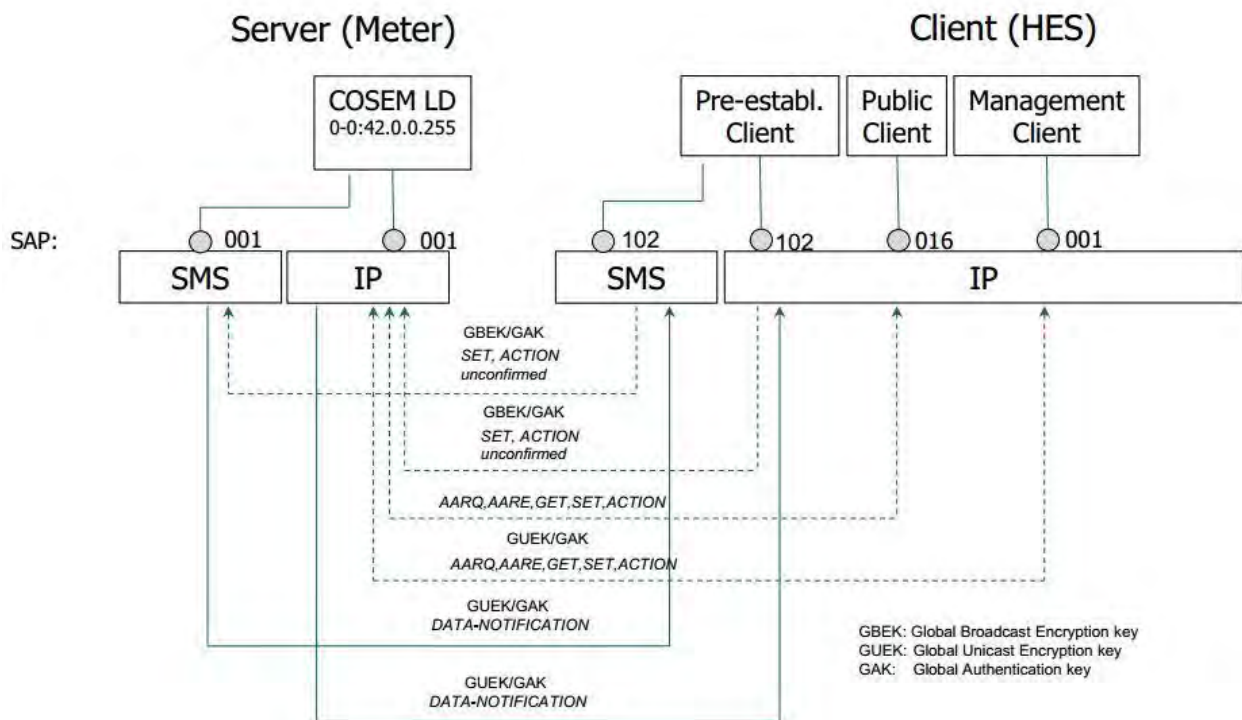 Server (Meter)
Client (HES)
COSEM LD
0-0:42.0.0.255
Pre-establ.
Client
Public
Client
Management
Client
SAP:
001
001
102
102
016
001
SMS
IP
SMS
IP
GBEK/GAK
SET, ACTION
unconfirmed
GBEK/GAK
SET, ACTION
unconfirmed
AARQ,AARE,GET,SET,ACTION
GUEK/GAK
AARQ,AARE,GET,SET,ACTION
GUEK/GAK
DATA-NOTIFICATION
GUEK/GAK
DATA-NOTIFICATION
GBEK: Global Broadcast Encryption key
GUEK: Global Unicast Encryption key
GAK: Global Authentication key